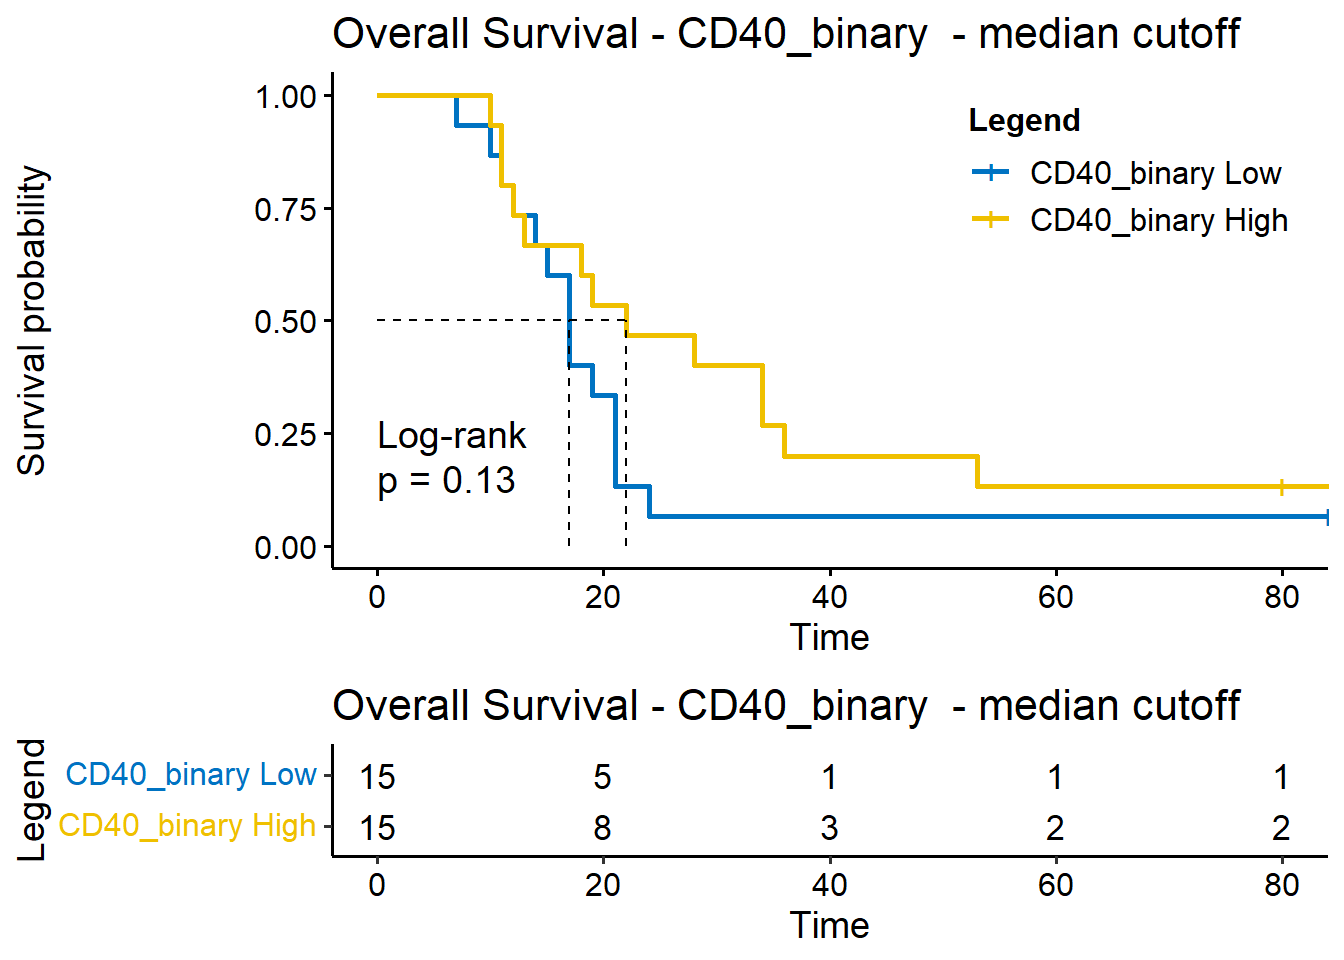 Overall Survival - CD40_binary  - median cutoff
Survival probability
1.00
0.75
0.50
0.25
0.00
Legend
CD40_binary Low
CD40_binary High
Log-rank
p = 0.13
0 20 40 60 80
Time
Overall Survival - CD40_binary  - median cutoff
Legend
CD40_binary Low 15 5 1 1 1
CD40_binary High 15 8 3 2 2
0 20 40 60 80
Time